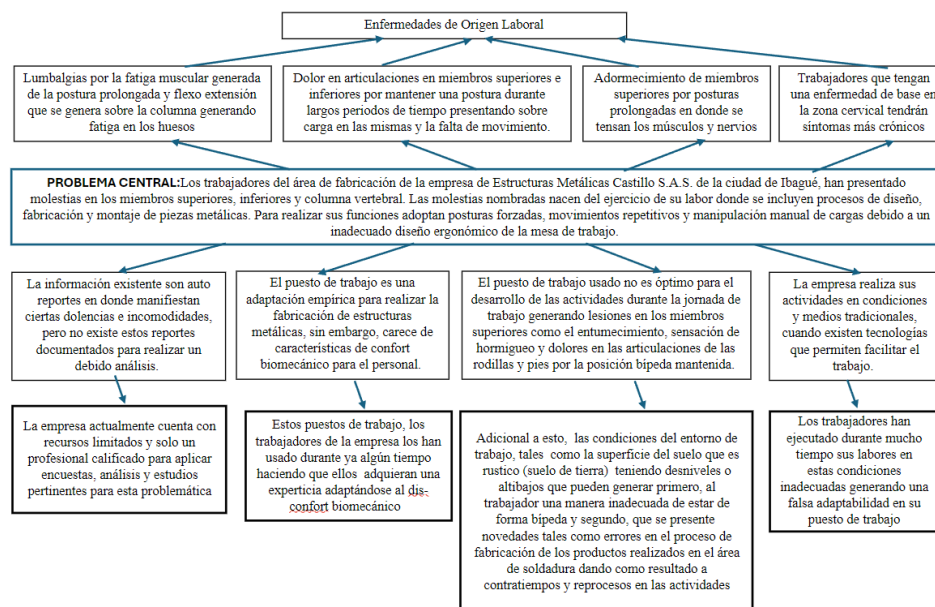 Enfermedades de Origen Laboral
Lumbalgias por la fatiga muscular generada
de la postura prolongada y flexo extensión
que se genera sobre la columna generando
fatiga en los huesos
Dolor en articulaciones en miembros superiores e
inferiores por mantener una postura durante
largos periodos de tiempo presentando sobre
carga en las mismas y la falta de movimiento.
Adormecimiento de miembros
superiores por posturas
prolongadas en donde se
tensan los músculos y nervios
Trabajadores que tengan
una enfermedad de base en
la zona cervical tendrán
síntomas más crónicos
PROBLEMA CENTRAL:Los trabajadores del área de fabricación de la empresa de Estructuras Metálicas Castillo S.A.S. de la ciudad de Ibagué, han presentado
molestias en los miembros superiores, inferiores y columna vertebral. Las molestias nombradas nacen del ejercicio de su labor donde se incluyen procesos de diseño,
fabricación y montaje de piezas metálicas. Para realizar sus funciones adoptan posturas forzadas, movimientos repetitivos y manipulación manual de cargas debido a un
inadecuado diseño ergonómico de la mesa de trabajo.
La información existente son auto
reportes en donde manifiestan
ciertas dolencias e incomodidades,
pero no existe estos reportes
documentados para realizar un
debido análisis.
El puesto de trabajo es una
adaptación empírica para realizar la
fabricación de estructuras
metálicas, sin embargo, carece de
características de confort
biomecánico para el personal.
El puesto de trabajo usado no es óptimo para el
desarrollo de las actividades durante la jornada de
trabajo generando lesiones en los miembros
superiores como el entumecimiento, sensación de
hormigueo y dolores en las articulaciones de las
rodillas y pies por la posición bípeda mantenida.
La empresa realiza sus
actividades en condiciones
y medios tradicionales,
cuando existen tecnologías
que permiten facilitar el
trabajo.
La empresa actualmente cuenta con
recursos limitados y solo un
profesional calificado para aplicar
encuestas, análisis y estudios
pertinentes para esta problemática
Estos puestos de trabajo, los
trabajadores de la empresa los han
usado durante ya algún tiempo
haciendo que ellos adquieran una
experticia adaptándose al dis-
confort biomecánico
Adicional a esto, las condiciones del entorno de
trabajo, tales como la superficie del suelo que es
rustico (suelo de tierra) teniendo desniveles o
altibajos que pueden generar primero, al
trabajador una manera inadecuada de estar de
forma bípeda y segundo, que se presente
novedades tales como errores en el proceso de
fabricación de los productos realizados en el área
de soldadura dando como resultado a
contratiempos y reprocesos en las actividades
Los trabajadores han
ejecutado durante mucho
tiempo sus labores en
estas condiciones
inadecuadas generando una
falsa adaptabilidad en su
puesto de trabajo